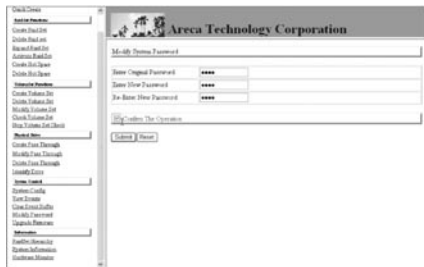 Quick Create
Raid Set Functions
Create Raid Set
Delete Raid set
Expand Raid Set
Activate Raid Set
Create Hot Spare
Delete Hot Spare
Volume Set Functions
Create Volume Set
Delete Volume Set
Modify Volume Set
Check Volume Set
Stop Volume Set Check
Physical Drives
Create Pass Through
Modify Pass Through
Delete Pass Through
Identify Drive
System Controls
System Config
View Events
Clear Event Buffer
Modify Password
Upgrade Firmware
Information
RaidSet Hierarchy
System Information
Hardware Monitor
Areca Technology Corporation
Modify System Password
Enter Original Password ••••
Enter New Password ••••
Re-Enter New Password ••••
Confirm The Operation
Submit Reset